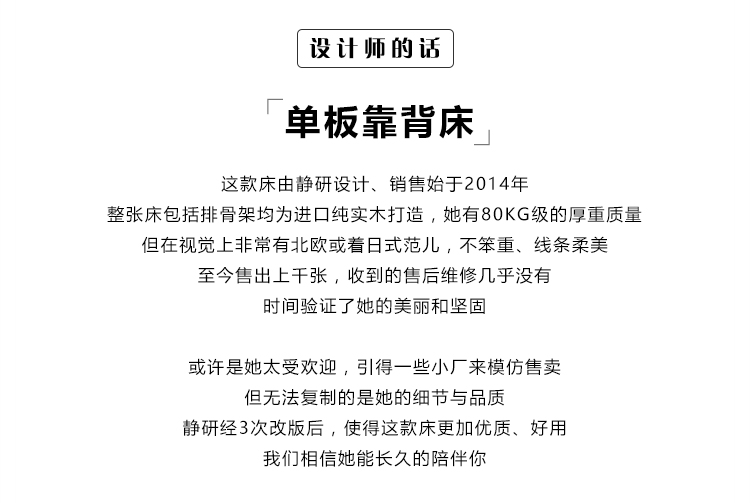 设计师的话
「单板靠背床」
这款床由静研设计、销售始于2014年
整张床包括排骨架均为进口纯实木打造，她有80KG级的厚重质量
但在视觉上非常有北欧或着日式范儿，不笨重、线条柔美
至今售出上千张，收到的售后维修几乎没有
时间验证了她的美丽和坚固
或许是她太受欢迎，引得一些小厂来模仿售卖
但无法复制的是她的细节与品质
静研经3次改版后，使得这款床更加优质、好用
我们相信她能长久的陪伴你